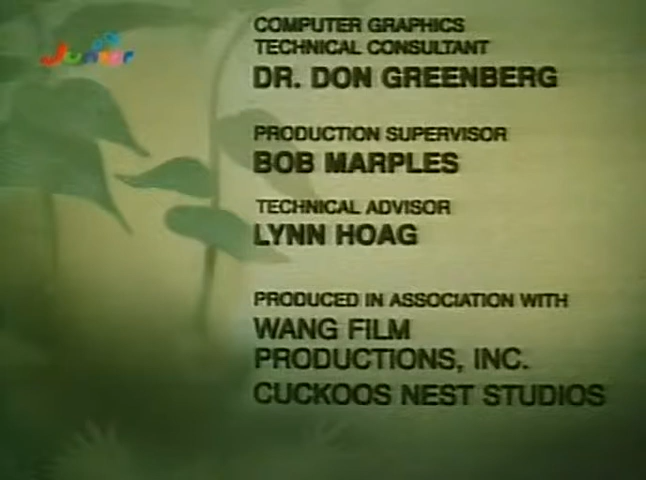 Junior
COMPUTER GRAPHICS
TECHNICAL CONSULTANT
DR. DON GREENBERG
PRODUCTION SUPERVISOR
BOB MARPLES
TECHNICAL ADVISOR
LYNN HOAG
PRODUCED IN ASSOCIATION WITH
WANG FILM
PRODUCTIONS, INC.
CUCKOOS NEST STUDIOS